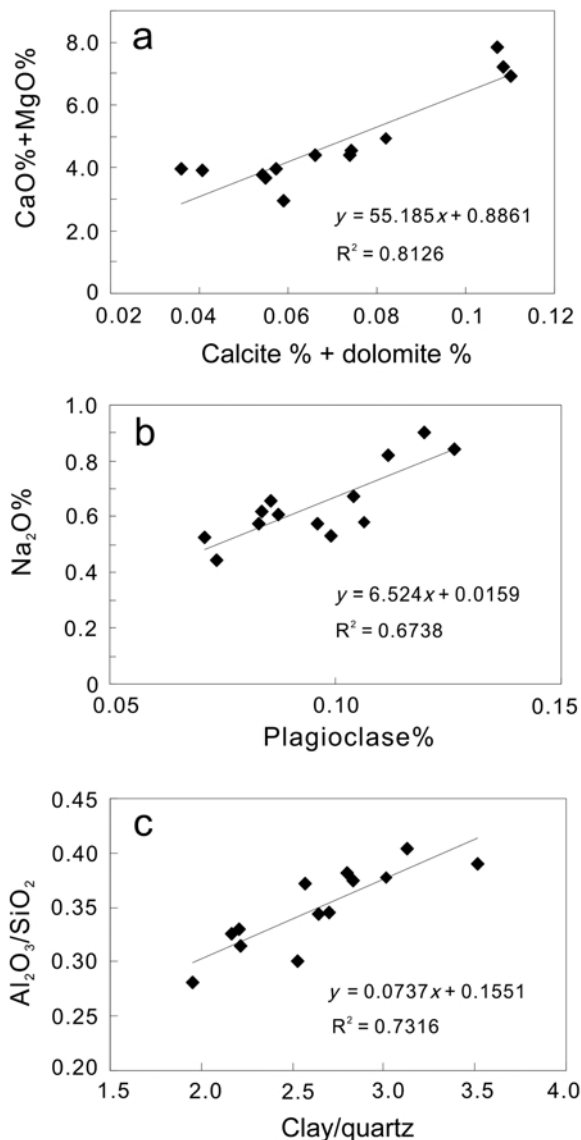 a
CaO%+MgO%
8.0
6.0
4.0
2.0
0
y = 55.185x + 0.8861
R² = 0.8126
0.02 0.04 0.06 0.08 0.10 0.12
Calcite % + dolomite %
b
Na₂O%
1.0
0.8
0.6
0.4
0.2
0
y = 6.524x + 0.0159
R² = 0.6738
0.05 0.10 0.15
Plagioclase%
c
Al₂O₃/SiO₂
0.45
0.40
0.35
0.30
0.25
0.20
y = 0.0737x + 0.1551
R² = 0.7316
1.5 2.0 2.5 3.0 3.5 4.0
Clay/quartz